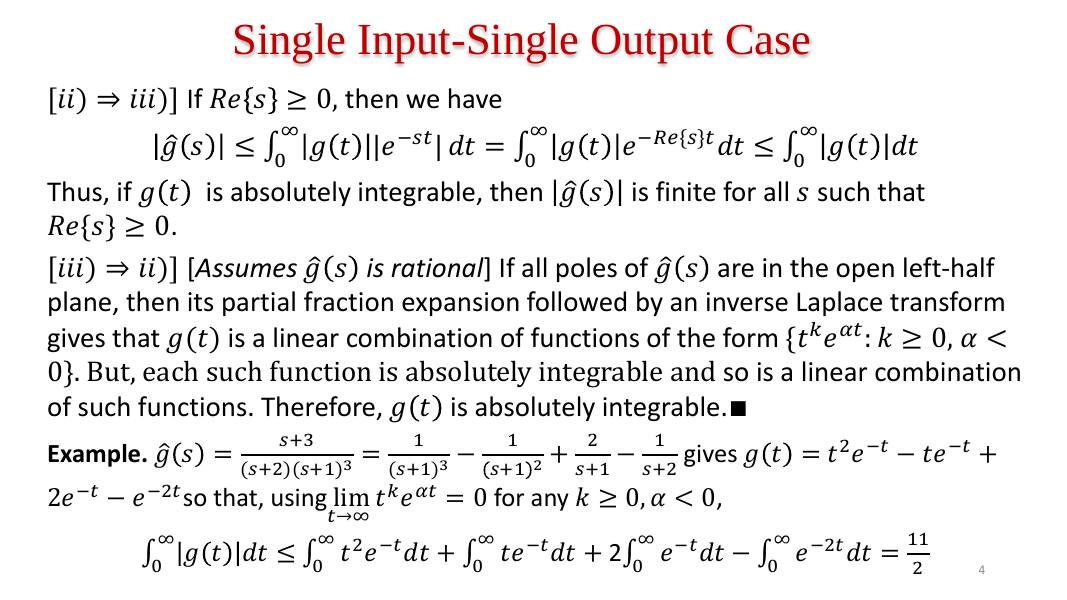 Single Input-Single Output Case
[ii) ⇒ iii)] If Re{s} ≥ 0, then we have
|ĝ(s)| ≤ ∫₀^∞ |g(t)||e^{−st}| dt = ∫₀^∞ |g(t)|e^{−Re{s}t} dt ≤ ∫₀^∞ |g(t)|dt
Thus, if g(t) is absolutely integrable, then |ĝ(s)| is finite for all s such that
Re{s} ≥ 0.
[iii) ⇒ ii)] [Assumes ĝ(s) is rational] If all poles of ĝ(s) are in the open left-half
plane, then its partial fraction expansion followed by an inverse Laplace transform
gives that g(t) is a linear combination of functions of the form {t^k e^{αt}: k ≥ 0, α <
0}. But, each such function is absolutely integrable and so is a linear combination
of such functions. Therefore, g(t) is absolutely integrable.■
Example. ĝ(s) = (s+3)/((s+2)(s+1)³) = 1/(s+1)³ − 1/(s+1)² + 2/(s+1) − 1/(s+2) gives g(t) = t²e^{−t} − te^{−t} +
2e^{−t} − e^{−2t}so that, using lim_{t→∞} t^k e^{αt} = 0 for any k ≥ 0, α < 0,
∫₀^∞ |g(t)|dt ≤ ∫₀^∞ t²e^{−t}dt + ∫₀^∞ te^{−t}dt + 2∫₀^∞ e^{−t}dt − ∫₀^∞ e^{−2t}dt = 11/2
4